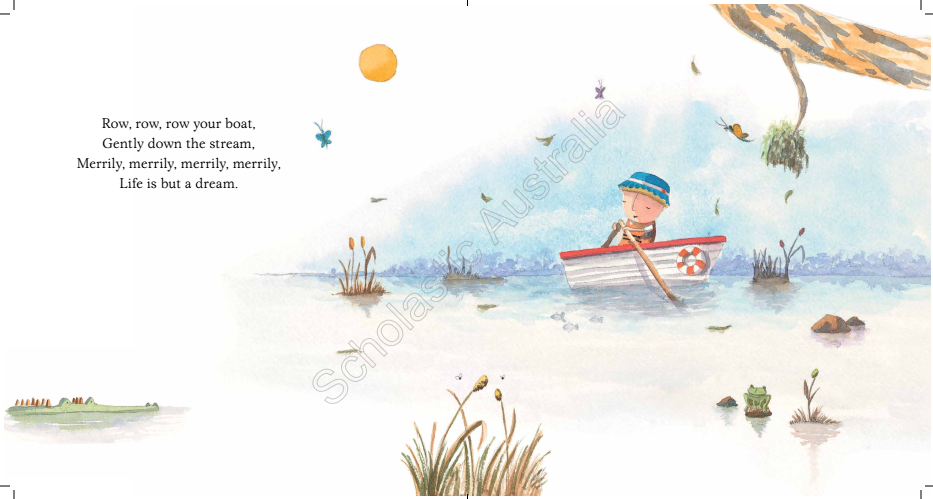 Row, row, row your boat,
Gently down the stream,
Merrily, merrily, merrily, merrily,
Life is but a dream.
Scholastic Australia